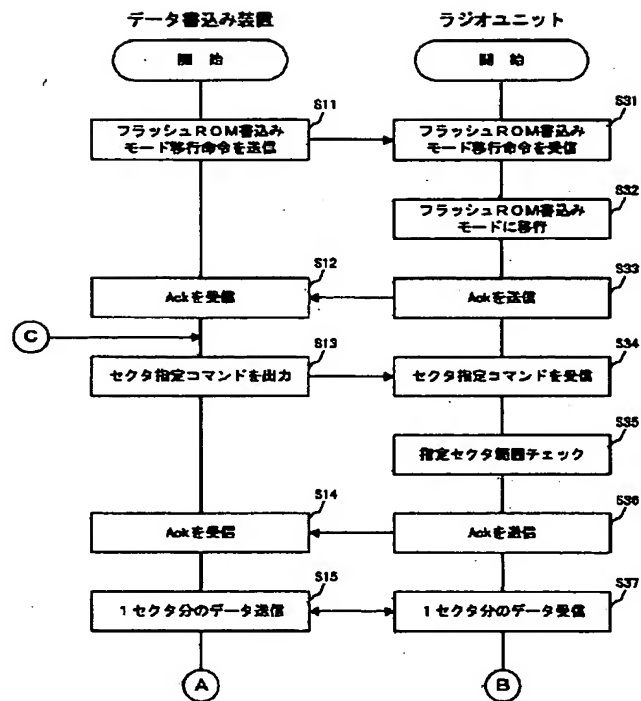 データ書込み装置
ラジオユニット
開始
開始
S11
フラッシュROM書込み
モード移行命令を送信
S31
フラッシュROM書込み
モード移行命令を受信
S32
フラッシュROM書込み
モードに移行
S12
Ackを受信
S33
Ackを送信
C
S13
セクタ指定コマンドを出力
S34
セクタ指定コマンドを受信
S35
指定セクタ範囲チェック
S14
Ackを受信
S36
Ackを送信
S15
1セクタ分のデータ送信
S37
1セクタ分のデータ受信
A
B